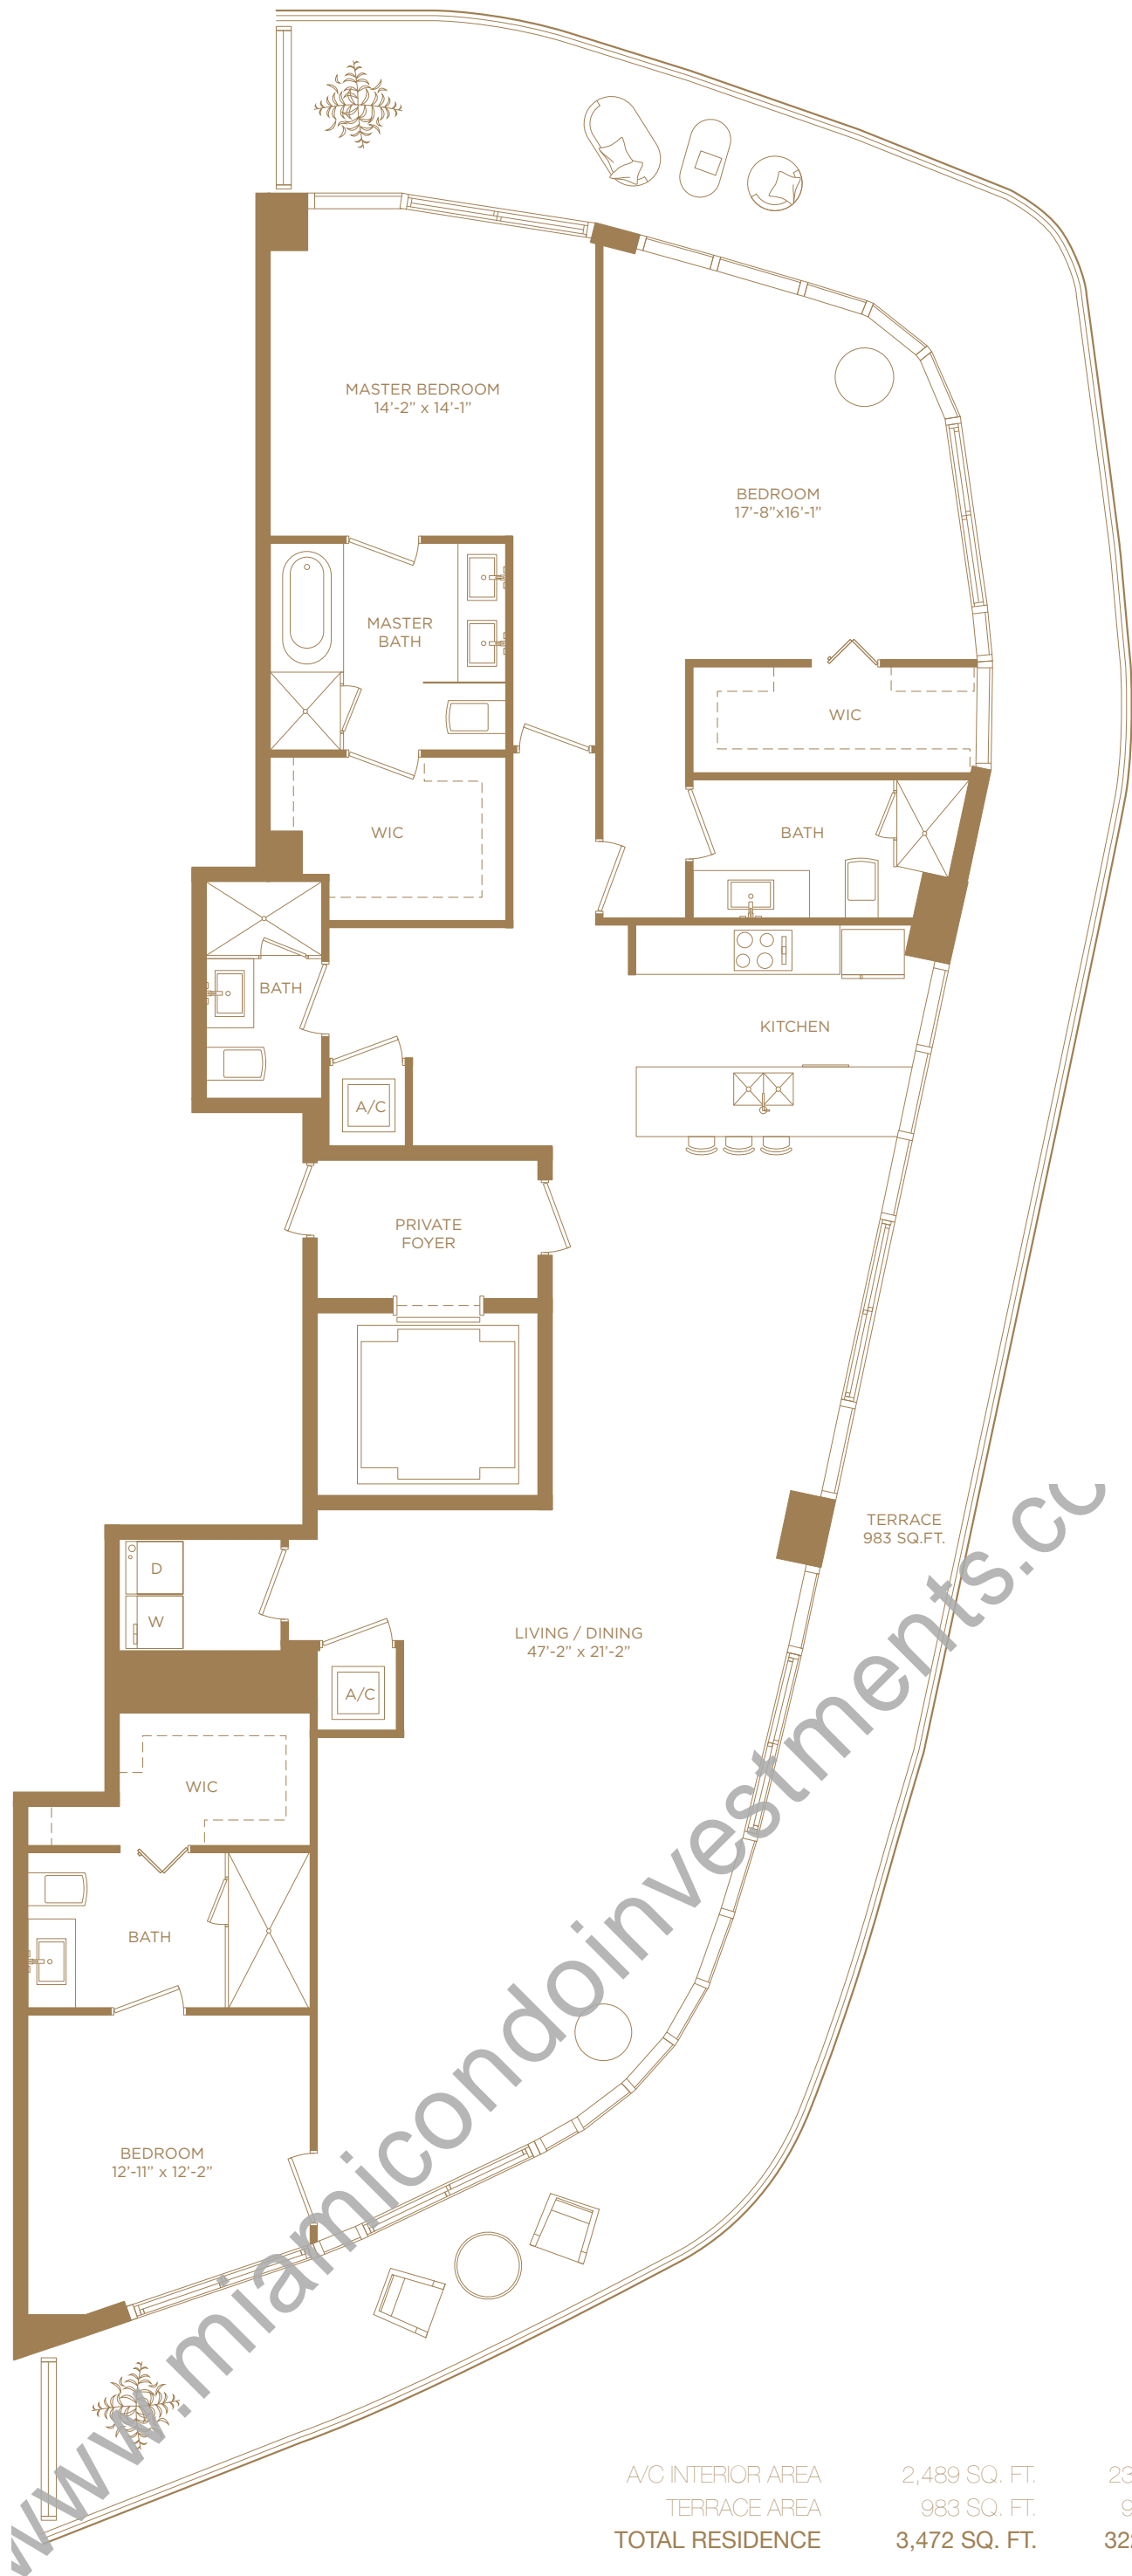 MASTER BEDROOM
14'-2" x 14'-1"
BEDROOM
17'-8"x16'-1"
MASTER
BATH
WIC
WIC
BATH
BATH
KITCHEN
A/C
PRIVATE
FOYER
TERRACE
983 SQ.FT.
D
W
LIVING / DINING
47'-2" x 21'-2"
A/C
WIC
BATH
BEDROOM
12'-11" x 12'-2"
www.miamicondoinvestments.co
A/C INTERIOR AREA 2,489 SQ. FT.
TERRACE AREA 983 SQ. FT.
TOTAL RESIDENCE 3,472 SQ. FT.